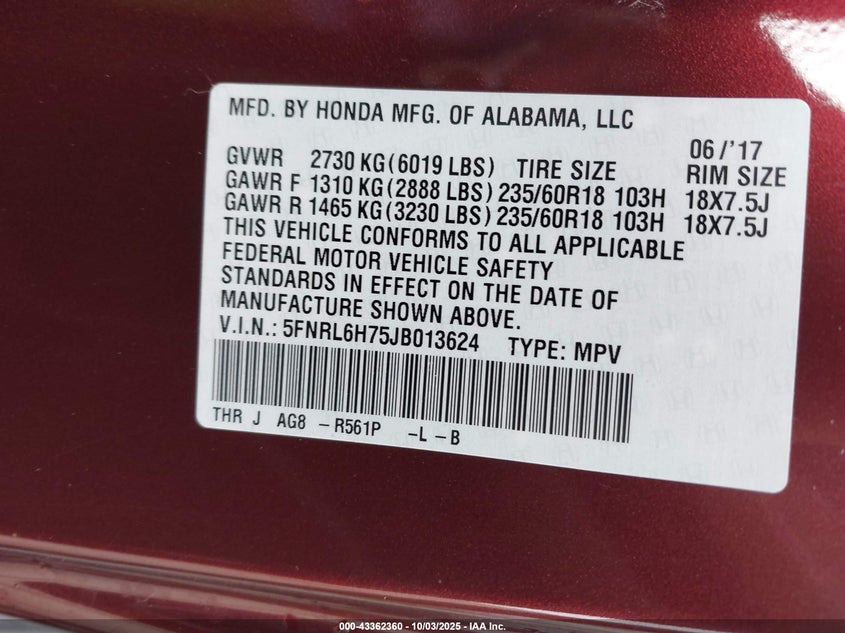 MFD. BY HONDA MFG. OF ALABAMA, LLC
06/'17
GVWR 2730 KG(6019 LBS) TIRE SIZE RIM SIZE
GAWR F 1310 KG(2888 LBS) 235/60R18 103H 18X7.5J
GAWR R 1465 KG(3230 LBS) 235/60R18 103H 18X7.5J
THIS VEHICLE CONFORMS TO ALL APPLICABLE
FEDERAL MOTOR VEHICLE SAFETY
STANDARDS IN EFFECT ON THE DATE OF
MANUFACTURE SHOWN ABOVE.
V.I.N.: 5FNRL6H75JB013624 TYPE: MPV
THR J AG8 -R561P -L-B
000-43362360 - 10/03/2025 - IAA Inc.